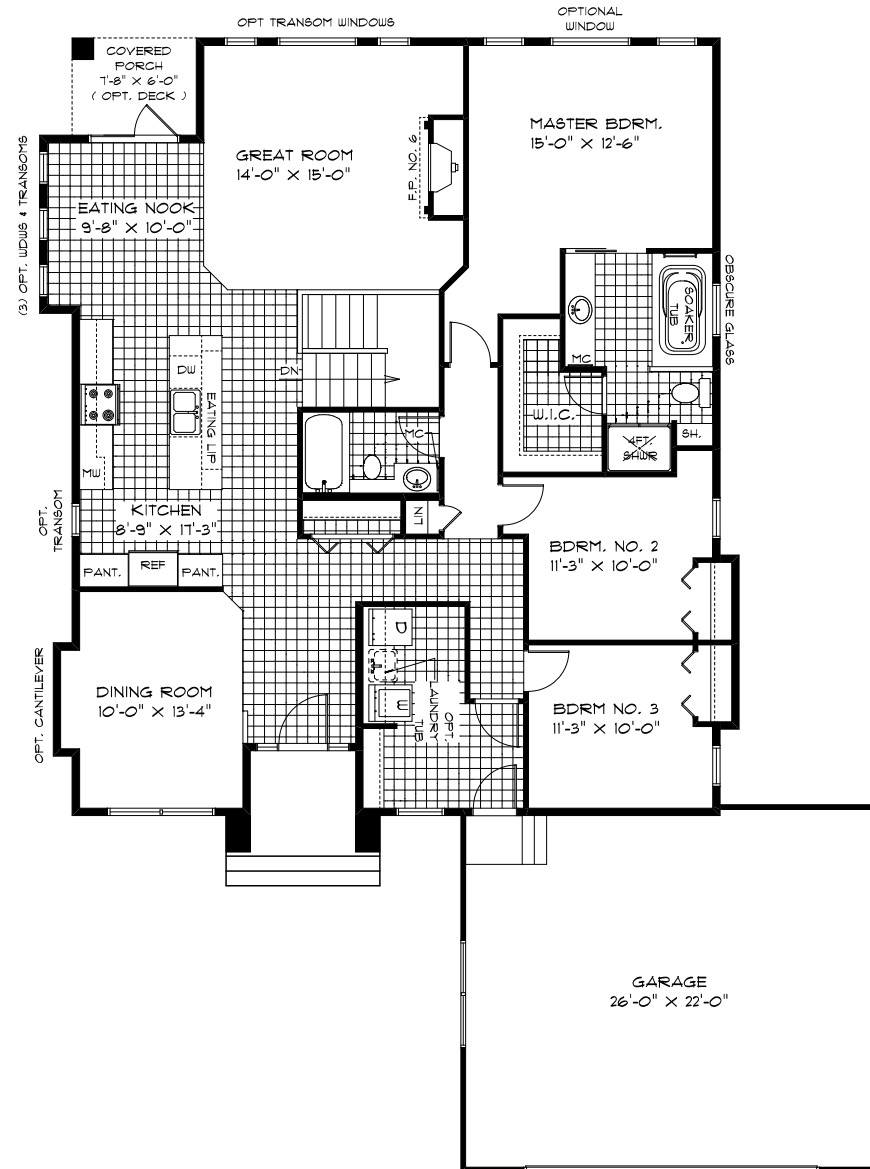 OPT TRANSOM WINDOWS
OPTIONAL
WINDOW
COVERED
PORCH
7'-8" X 6'-0"
( OPT. DECK )
MASTER BDRM.
15'-0" X 12'-6"
GREAT ROOM
14'-0" X 15'-0"
F.P. NO. 6
(3) OPT. WDWS & TRANSOMS
EATING NOOK
9'-8" X 10'-0"
OBSCURE GLASS
SOAKER
TUB
MC
DN
DW
EATING LIP
W.I.C.
MC
SH.
4FT.
SHWR
MW
KITCHEN
8'-9" X 17'-3"
OPT.
TRANSOM
LIN
BDRM. NO. 2
11'-3" X 10'-0"
PANT.
REF
PANT.
D
OPT. CANTILEVER
DINING ROOM
10'-0" X 13'-4"
W
OPT.
LAUNDRY
TUB
BDRM NO. 3
11'-3" X 10'-0"
GARAGE
26'-0" X 22'-0"